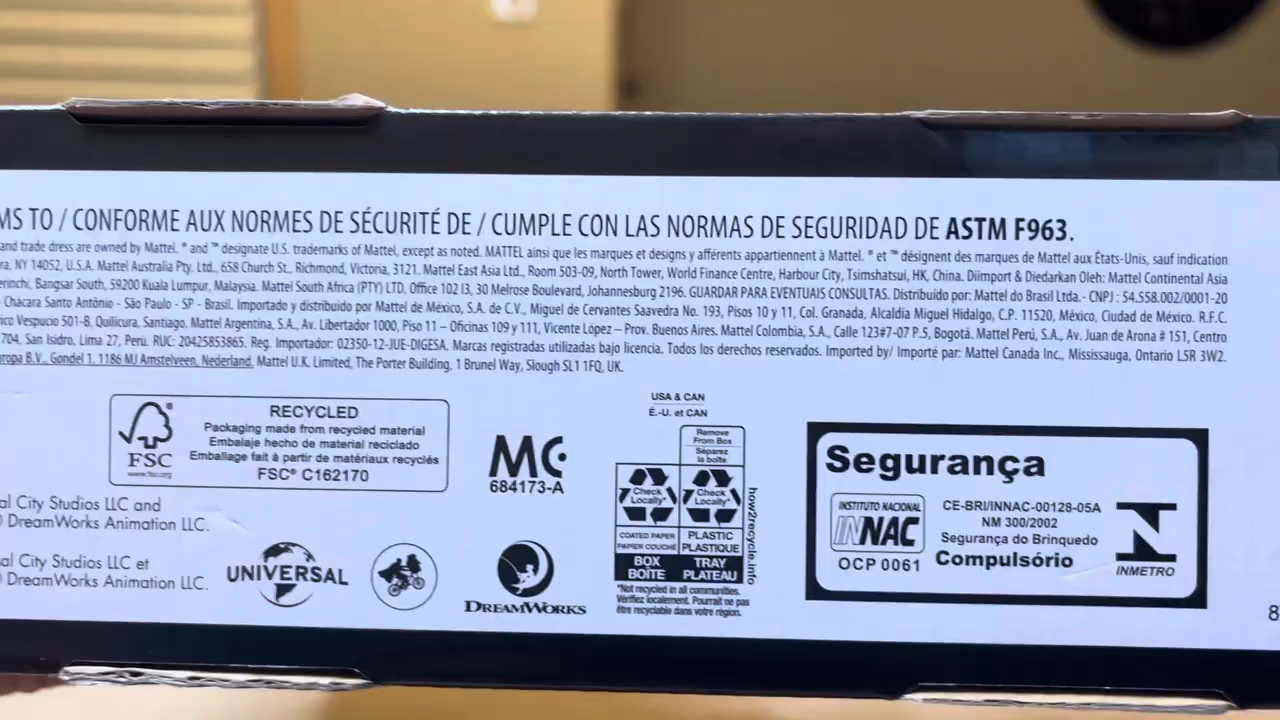 MS TO / CONFORME AUX NORMES DE SÉCURITÉ DE / CUMPLE CON LAS NORMAS DE SEGURIDAD DE ASTM F963.
and trade dress are owned by Mattel. ® and ™ designate U.S. trademarks of Mattel, except as noted. MATTEL ainsi que les marques et designs y afférents appartiennent à Mattel. ® et ™ désignent des marques de Mattel aux États-Unis, sauf indication
ra, NY 14052, U.S.A. Mattel Australia Pty. Ltd., 658 Church St., Richmond, Victoria, 3121. Mattel East Asia Ltd., Room 503-09, North Tower, World Finance Centre, Harbour City, Tsimshatsui, HK, China. Diimport & Diedarkan Oleh: Mattel Continental Asia
erinchi, Bangsar South, 59200 Kuala Lumpur. Malaysia. Mattel South Africa (PTY) LTD, Office 102 I3, 30 Melrose Boulevard, Johannesburg 2196. GUARDAR PARA EVENTUAIS CONSULTAS. Distribuído por: Mattel do Brasil Ltda.- CNPJ : 54.558.002/0001-20
- Chácara Santo Antônio - São Paulo - SP - Brasil. Importado y distribuido por Mattel de México, S.A. de C.V., Miguel de Cervantes Saavedra No. 193, Pisos 10 y 11, Col. Granada, Alcaldía Miguel Hidalgo, C.P. 11520, México, Ciudad de México. R.F.C.
rico Vespucio 501-B, Quilicura, Santiago. Mattel Argentina, S.A., Av. Libertador 1000, Piso 11 – Oficinas 109 y 111, Vicente López – Prov. Buenos Aires. Mattel Colombia, S.A., Calle 123#7-07 P.5, Bogotá. Mattel Perú, S.A., Av. Juan de Arona # 151, Centro
704, San Isidro, Lima 27, Perú. RUC: 20425853865. Reg. Importador: 02350-12-JUE-DIGESA. Marcas registradas utilizadas bajo licencia. Todos los derechos reservados. Imported by/ Importé par: Mattel Canada Inc., Mississauga, Ontario L5R 3W2.
uropa B.V., Gondel 1, 1186 MJ Amstelveen, Nederland. Mattel U.K. Limited, The Porter Building, 1 Brunel Way, Slough SL1 1FQ, UK.
FSC®
www.fsc.org
RECYCLED
Packaging made from recycled material
Embalaje hecho de material reciclado
Emballage fait à partir de matériaux recyclés
FSC® C162170
MC
684173-A
USA & CAN
É.-U. et CAN
Remove
From Box
Séparez
la boîte
Check
Locally*
Check
Locally*
COATED PAPER
PAPIER COUCHÉ
PLASTIC
PLASTIQUE
BOX
BOÎTE
TRAY
PLATEAU
how2recycle.info
*Not recycled in all communities.
Vérifiez localement. Pourrait ne pas
être recyclable dans votre région.
Segurança
INSTITUTO NACIONAL
INNAC
OCP 0061
CE-BRI/INNAC-00128-05A
NM 300/2002
Segurança do Brinquedo
Compulsório
INMETRO
al City Studios LLC and
DreamWorks Animation LLC.
al City Studios LLC et
DreamWorks Animation LLC.
UNIVERSAL
DREAMWORKS
8